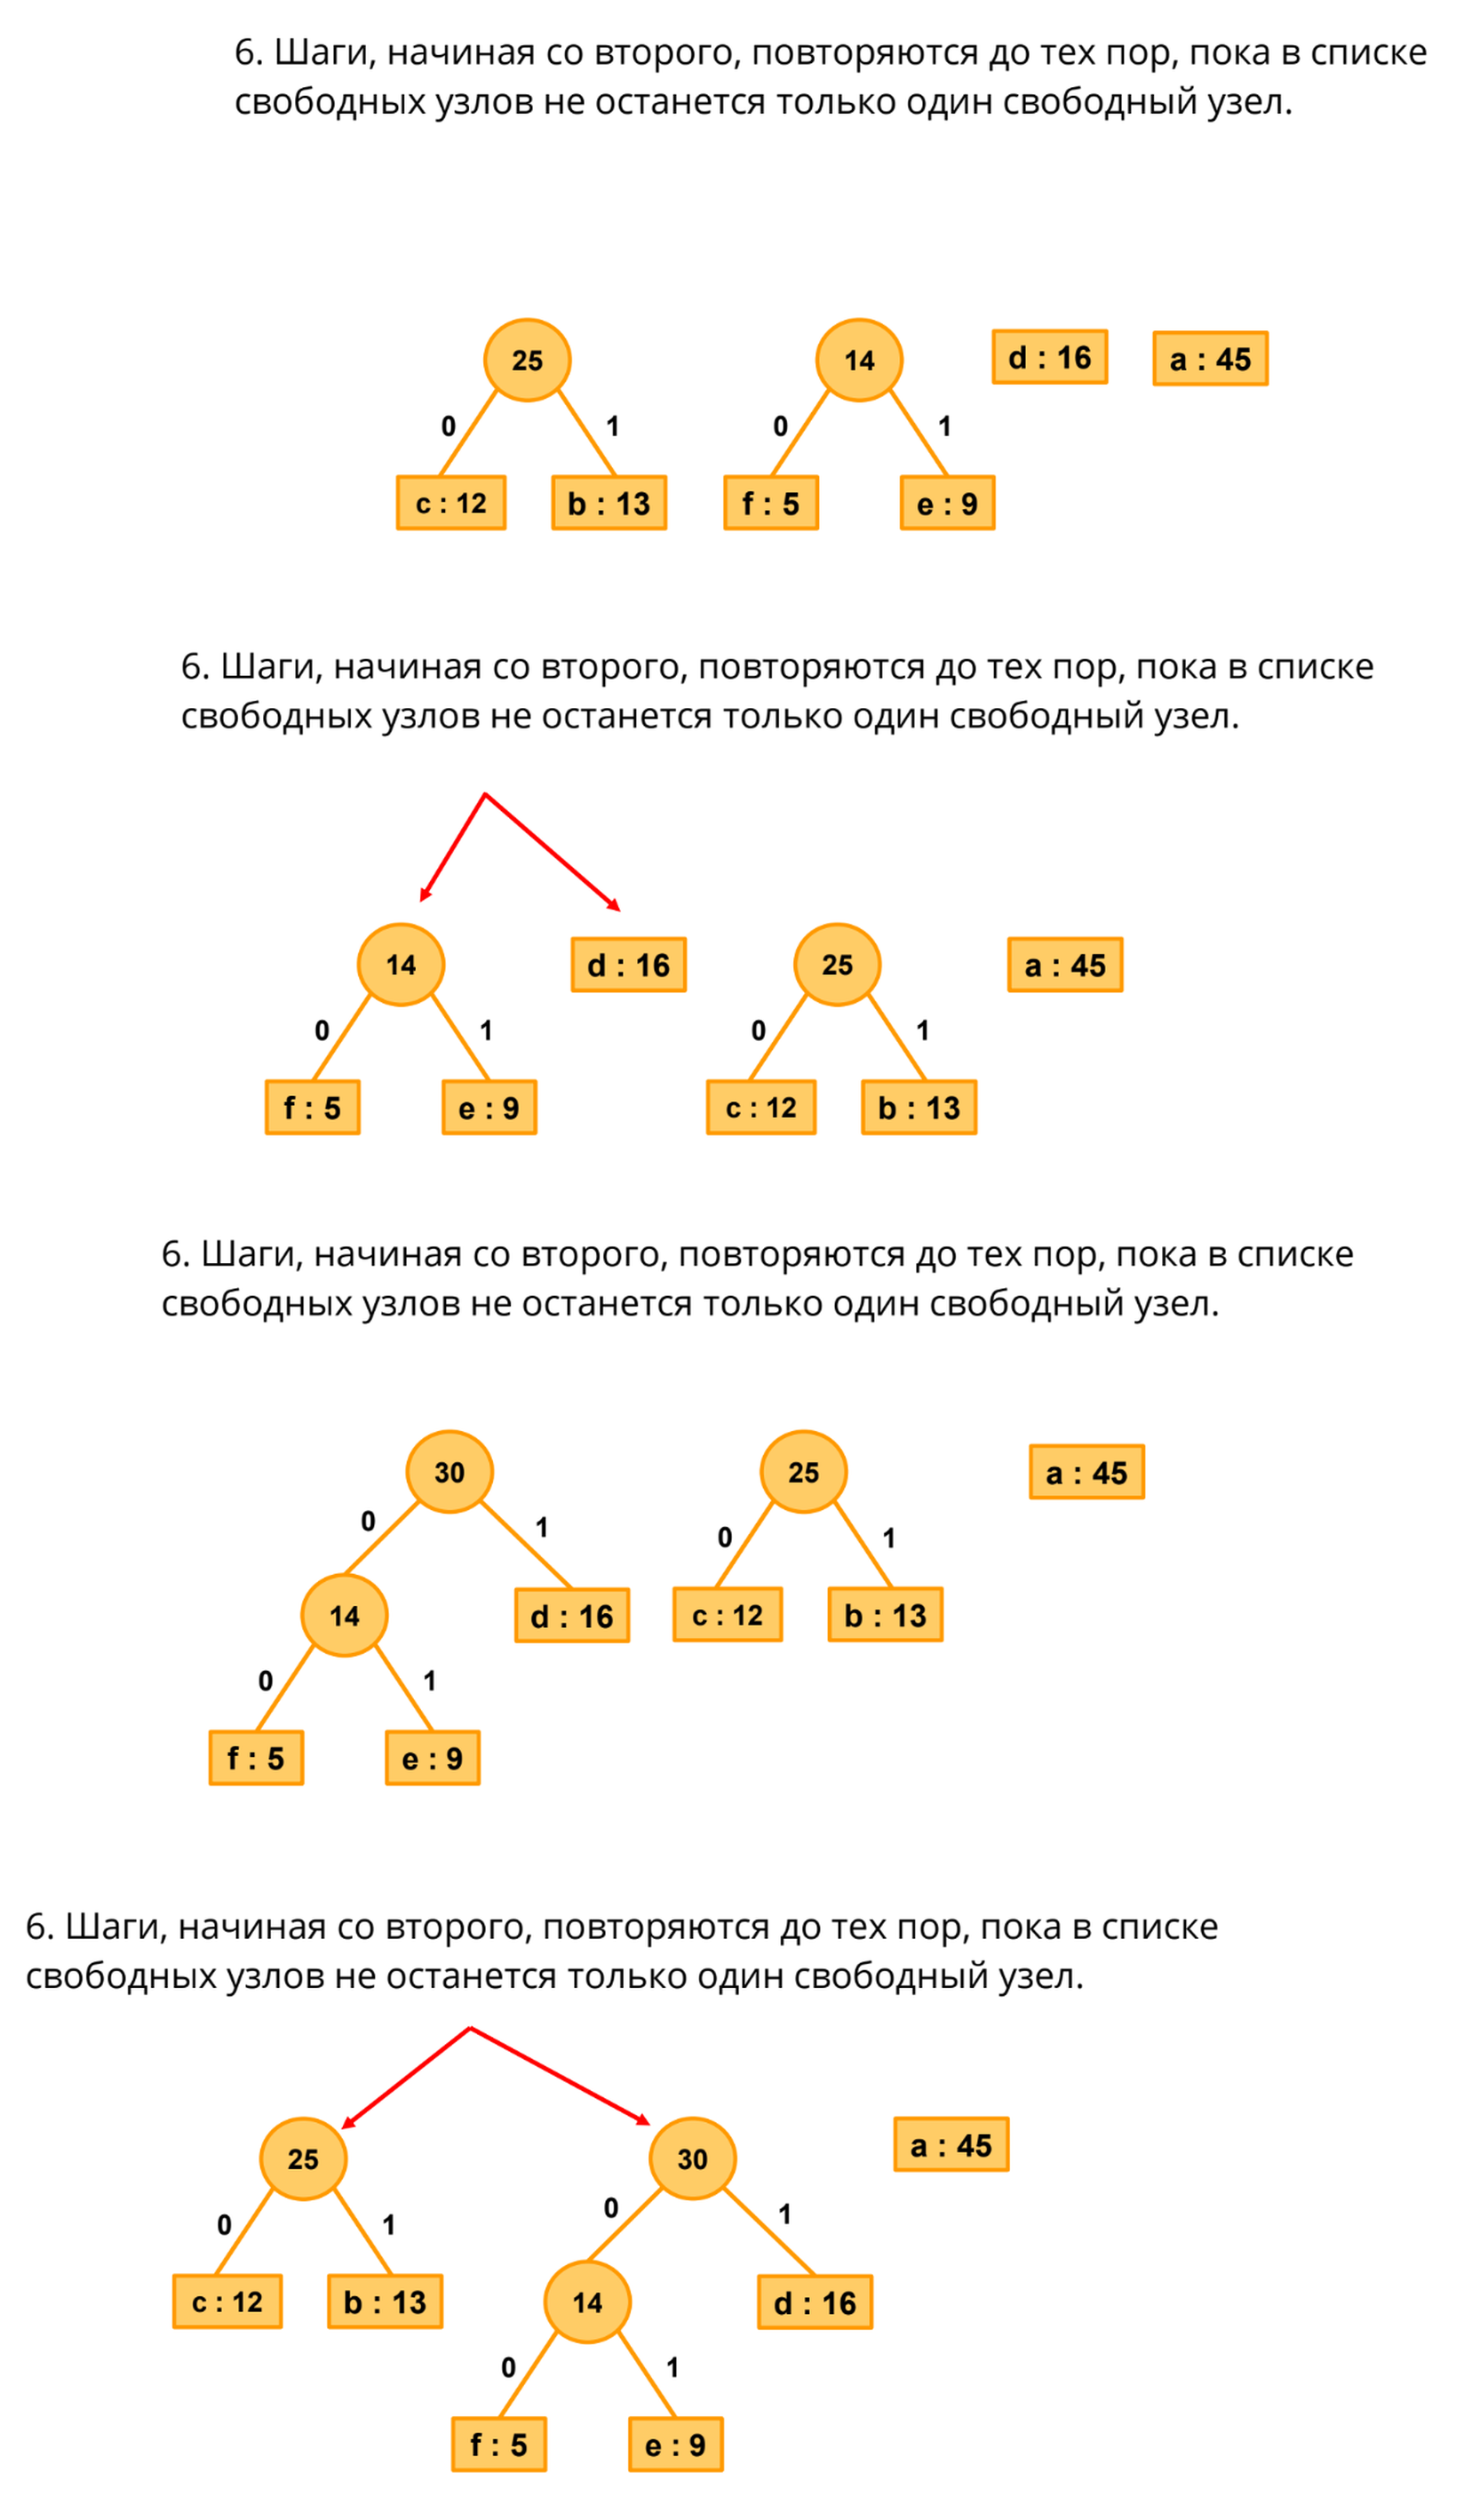 6. Шаги, начиная со второго, повторяются до тех пор, пока в списке
свободных узлов не останется только один свободный узел.
25
14
d : 16
a : 45
0
1
0
1
c : 12
b : 13
f : 5
e : 9
6. Шаги, начиная со второго, повторяются до тех пор, пока в списке
свободных узлов не останется только один свободный узел.
14
d : 16
25
a : 45
0
1
0
1
f : 5
e : 9
c : 12
b : 13
6. Шаги, начиная со второго, повторяются до тех пор, пока в списке
свободных узлов не останется только один свободный узел.
30
25
a : 45
0
1
0
1
14
d : 16
c : 12
b : 13
0
1
f : 5
e : 9
6. Шаги, начиная со второго, повторяются до тех пор, пока в списке
свободных узлов не останется только один свободный узел.
25
30
a : 45
0
1
0
1
c : 12
b : 13
14
d : 16
0
1
f : 5
e : 9